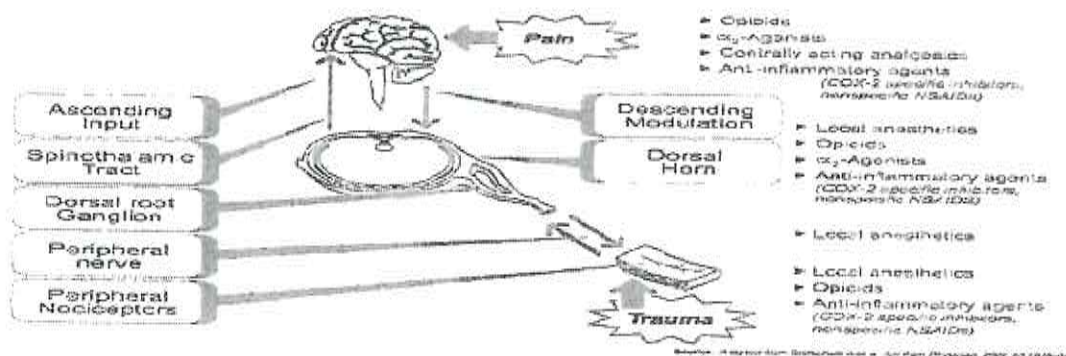 Pain
Opioids
α₂-Agonists
Centrally acting analgesics
Anti-inflammatory agents
(COX-2 specific inhibitors,
nonspecific NSAIDs)
Ascending
Input
Descending
Modulation
Local anesthetics
Opioids
α₂-Agonists
Anti-inflammatory agents
(COX-2 specific inhibitors,
nonspecific NSAIDs)
Spinothalamic
Tract
Dorsal
Horn
Dorsal root
Ganglion
Peripheral
nerve
Local anesthetics
Peripheral
Nociceptors
Local anesthetics
Opioids
Anti-inflammatory agents
(COX-2 specific inhibitors,
nonspecific NSAIDs)
Trauma